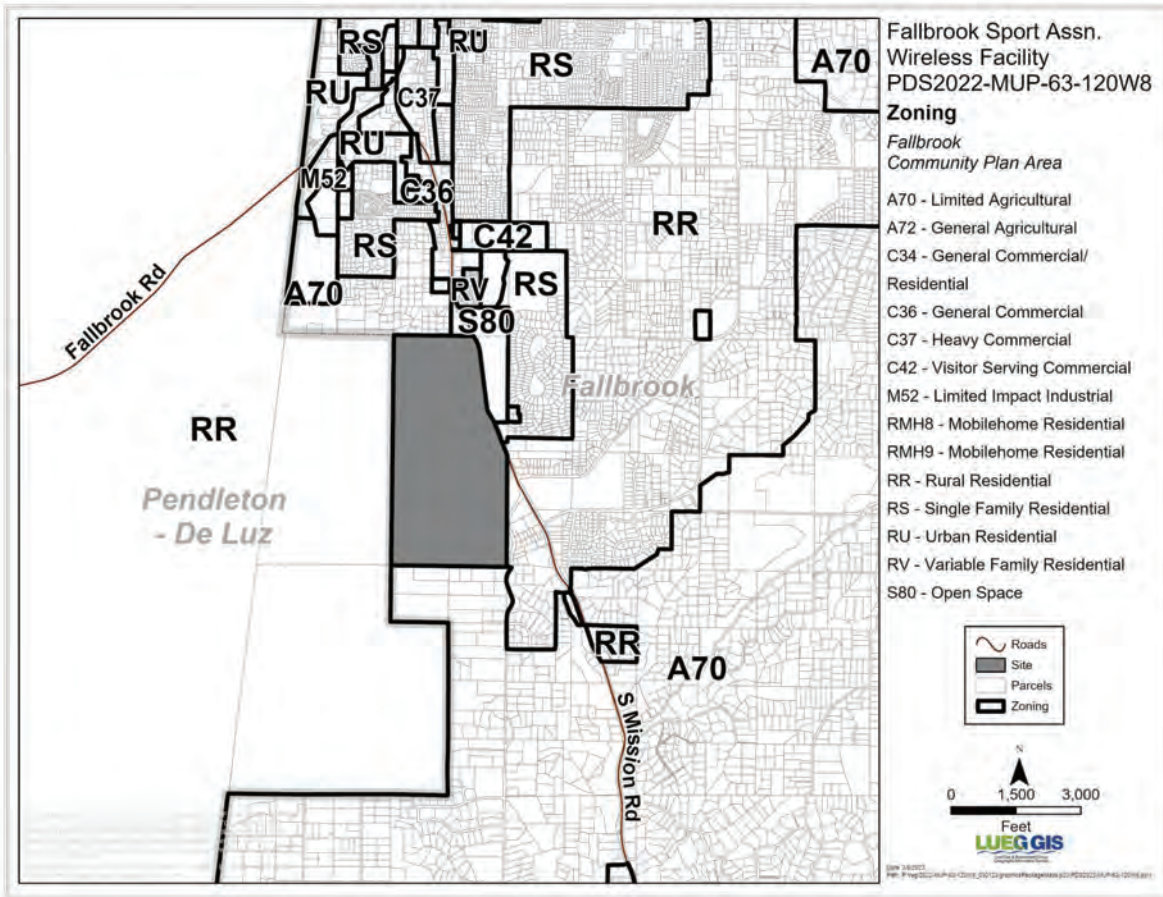 Fallbrook Sport Assn.
Wireless Facility
PDS2022-MUP-63-120W8
Zoning
Fallbrook
Community Plan Area
A70 - Limited Agricultural
A72 - General Agricultural
C34 - General Commercial/
Residential
C36 - General Commercial
C37 - Heavy Commercial
C42 - Visitor Serving Commercial
M52 - Limited Impact Industrial
RMH8 - Mobilehome Residential
RMH9 - Mobilehome Residential
RR - Rural Residential
RS - Single Family Residential
RU - Urban Residential
RV - Variable Family Residential
S80 - Open Space
Roads
Site
Parcels
Zoning
N
0 1,500 3,000
Feet
LUEG GIS
RS
RU
RS
A70
RU
C37
RU
M52
C36
RR
RS
C42
A70
RV
RS
S80
Fallbrook Rd
Fallbrook
RR
Pendleton
- De Luz
RR
A70
S Mission Rd